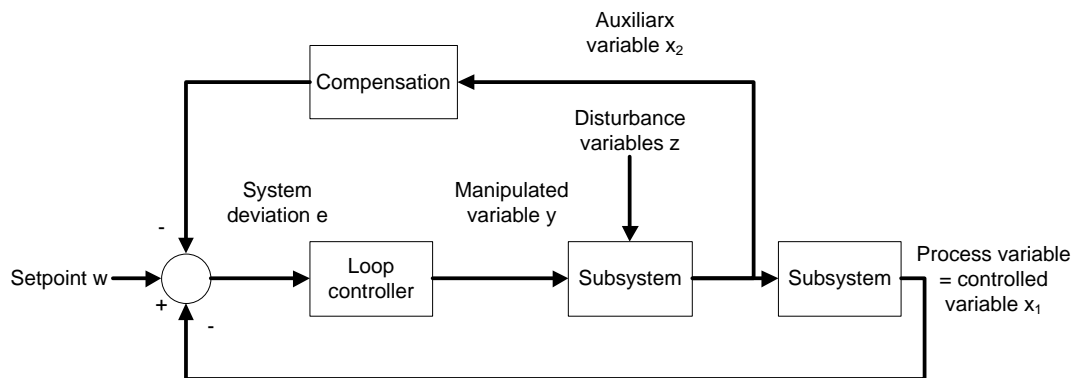 Auxiliarx
variable x₂
Compensation
Disturbance
variables z
System
deviation e
Manipulated
variable y
-
Setpoint w
+
-
Loop
controller
Subsystem
Subsystem
Process variable
= controlled
variable x₁